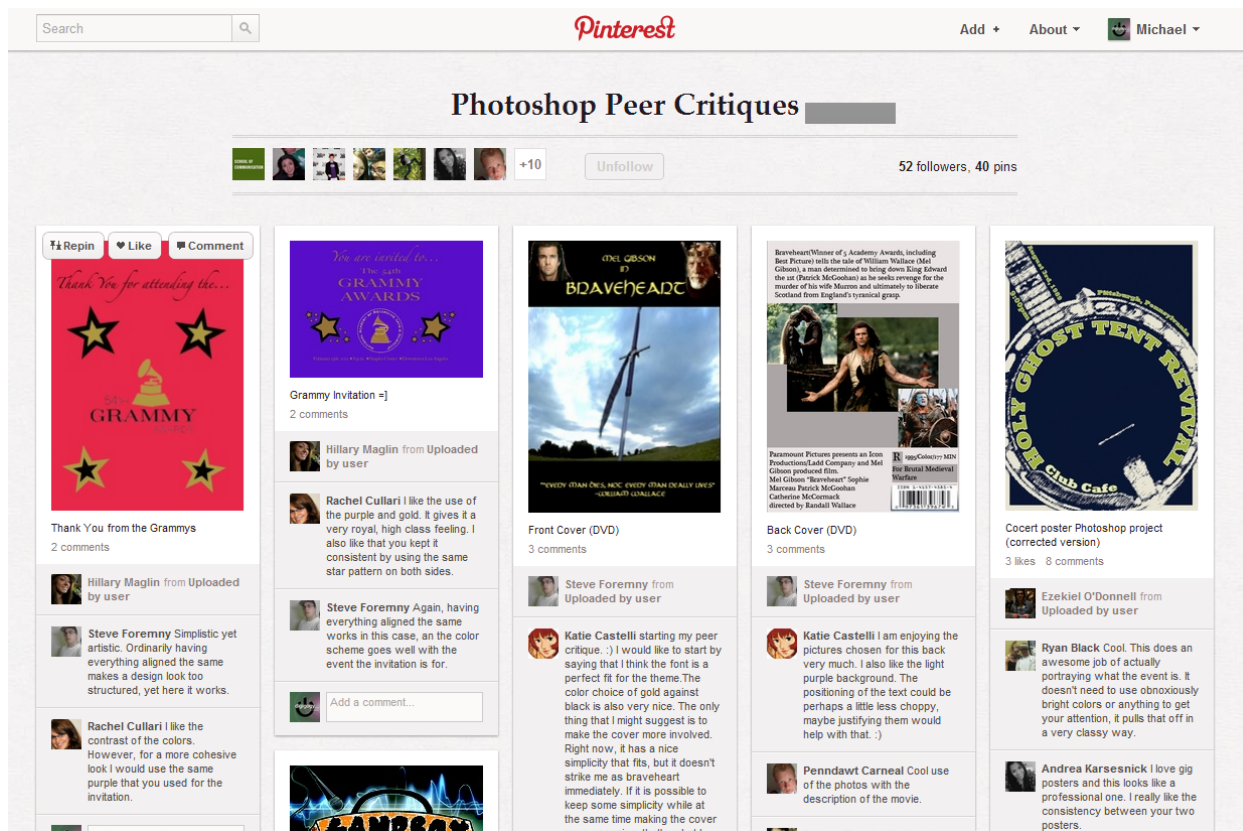 Search
Pinterest
Add +
About
Michael
Photoshop Peer Critiques
SCHOOL OF
COMMUNICATION
+10
Unfollow
52 followers, 40 pins
Repin
Like
Comment
Thank You for attending the...
54TH
GRAMMY
AWARDS
Thank You from the Grammys
2 comments
Hillary Maglin from Uploaded
by user
Steve Foremny Simplistic yet
artistic. Ordinarily having
everything aligned the same
makes a design look too
structured, yet here it works.
Rachel Cullari I like the
contrast of the colors.
However, for a more cohesive
look I would use the same
purple that you used for the
invitation.
You are invited to...
The 54th
GRAMMY
AWARDS
Grammy Invitation =]
2 comments
Hillary Maglin from Uploaded
by user
Rachel Cullari I like the use of
the purple and gold. It gives it a
very royal, high class feeling. I
also like that you kept it
consistent by using the same
star pattern on both sides.
Steve Foremny Again, having
everything aligned the same
works in this case, an the color
scheme goes well with the
event the invitation is for.
Add a comment...
MEL GIBSON
IN
BRAVEHEART
"EVERY MAN DIES, NOT EVERY MAN REALLY LIVES"
-WILLIAM WALLACE
Front Cover (DVD)
3 comments
Steve Foremny from
Uploaded by user
Katie Castelli starting my peer
critique. :) I would like to start by
saying that I think the font is a
perfect fit for the theme.The
color choice of gold against
black is also very nice. The only
thing that I might suggest is to
make the cover more involved.
Right now, it has a nice
simplicity that fits, but it doesn't
strike me as braveheart
immediately. If it is possible to
keep some simplicity while at
the same time making the cover
Braveheart(Winner of 5 Academy Awards, including
Best Picture) tells the tale of William Wallace (Mel
Gibson), a man determined to bring down King Edward
the 1st (Patrick McGoohan) as he seeks revenge for the
murder of his wife Murron and ultimately to liberate
Scotland from England's tyranical grasp.
Paramount Pictures presents an Icon
Productions/Ladd Company and Mel
Gibson produced film.
Mel Gibson "Braveheart" Sophie
Marceau Patrick McGoohan
Catherine McCormack
directed by Randall Wallace
R 1995/Color/177 MIN
For Brutal Medieval
Warfare
Back Cover (DVD)
3 comments
Steve Foremny from
Uploaded by user
Katie Castelli I am enjoying the
pictures chosen for this back
very much. I also like the light
purple background. The
positioning of the text could be
perhaps a little less choppy,
maybe justifying them would
help with that. :)
Penndawt Carneal Cool use
of the photos with the
description of the movie.
August 3rd, 1989
9:00pm
Pittsburgh, Pennsylvania
HOLY GHOST TENT REVIVAL
Club Cafe
Cocert poster Photoshop project
(corrected version)
3 likes 8 comments
Ezekiel O'Donnell from
Uploaded by user
Ryan Black Cool. This does an
awesome job of actually
portraying what the event is. It
doesn't need to use obnoxiously
bright colors or anything to get
your attention, it pulls that off in
a very classy way.
Andrea Karsesnick I love gig
posters and this looks like a
professional one. I really like the
consistency between your two
posters.